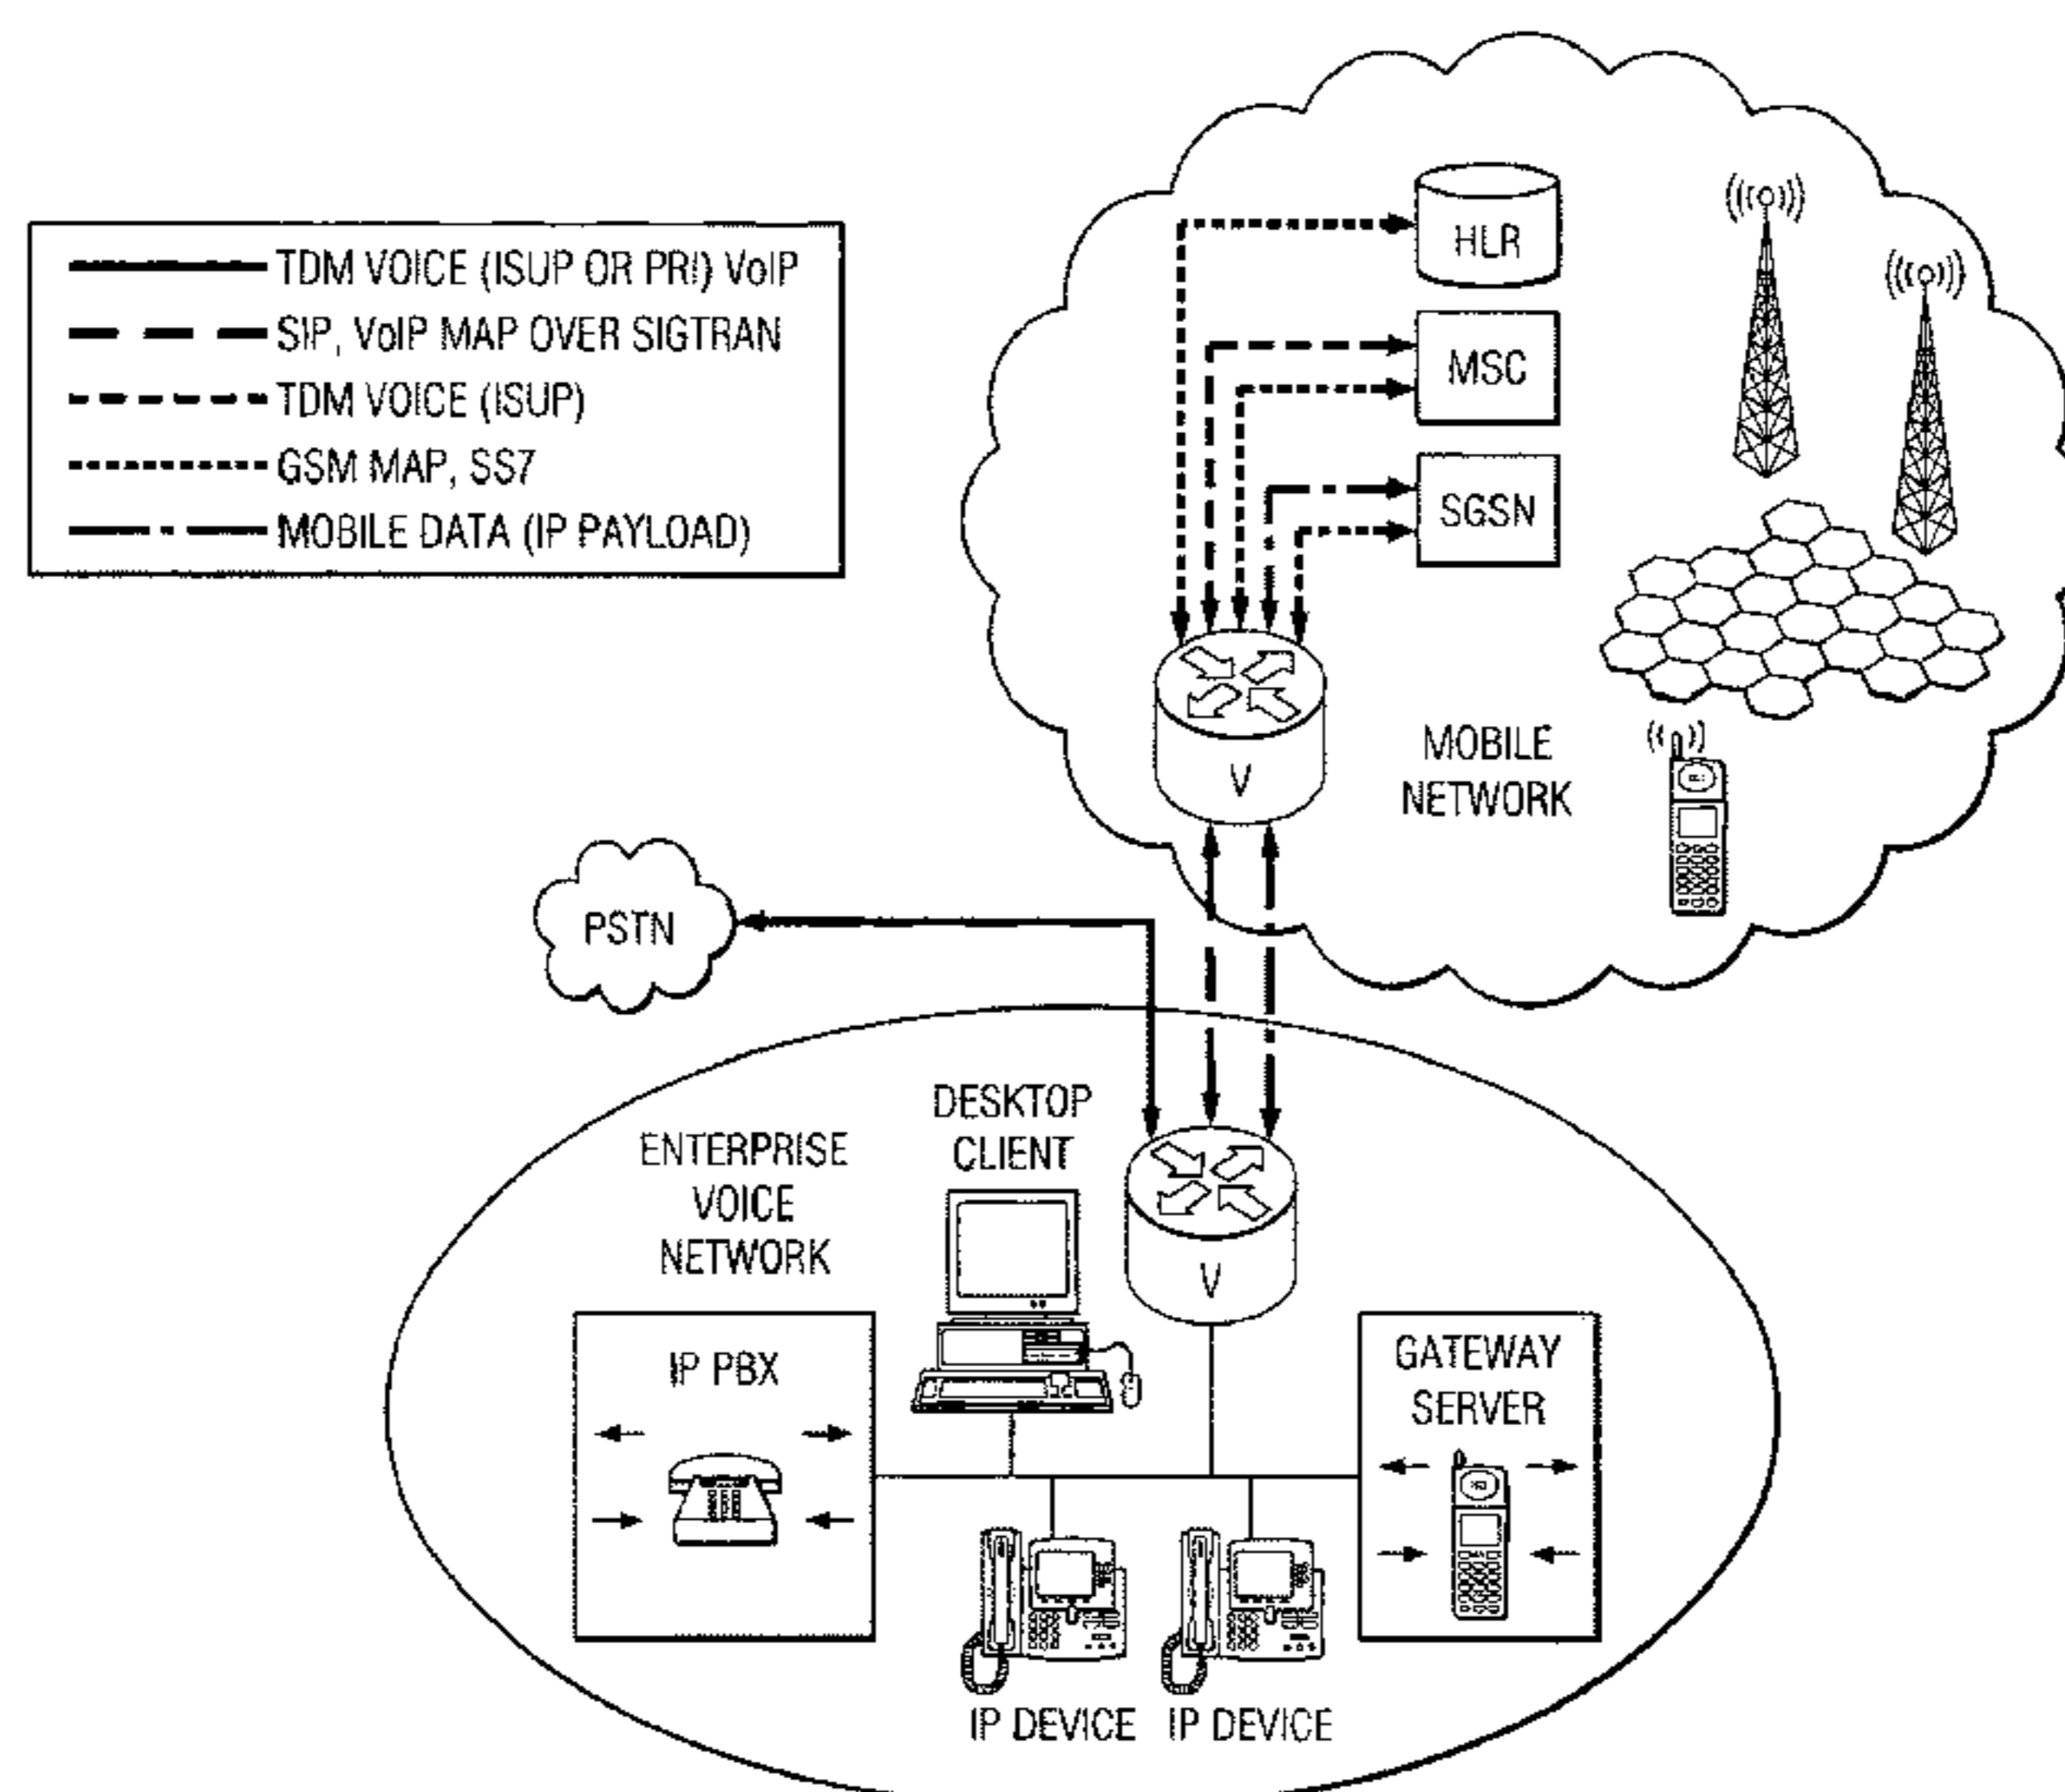 TDM VOICE (ISUP OR PRI) VoIP
SIP, VoIP MAP OVER SIGTRAN
TDM VOICE (ISUP)
GSM MAP, SS7
MOBILE DATA (IP PAYLOAD)
HLR
MSC
SGSN
V
MOBILE
NETWORK
PSTN
ENTERPRISE
VOICE
NETWORK
DESKTOP
CLIENT
V
IP PBX
GATEWAY
SERVER
IP DEVICE
IP DEVICE